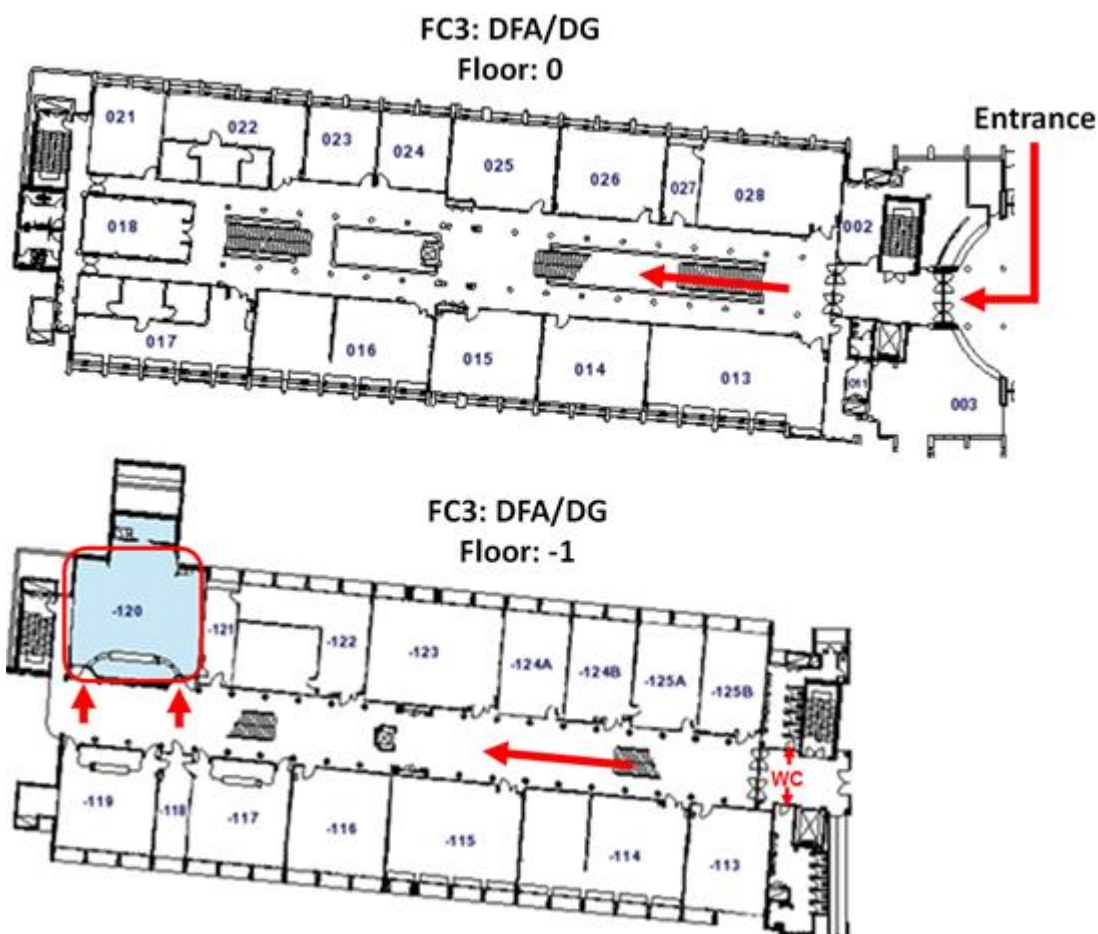 FC3: DFA/DG
Floor: 0
Entrance
021
022
023
024
025
026
027
028
002
018
017
016
015
014
013
011
003
FC3: DFA/DG
Floor: -1
-120
-121
-122
-123
-124A
-124B
-125A
-125B
WC
-119
-118
-117
-116
-115
-114
-113